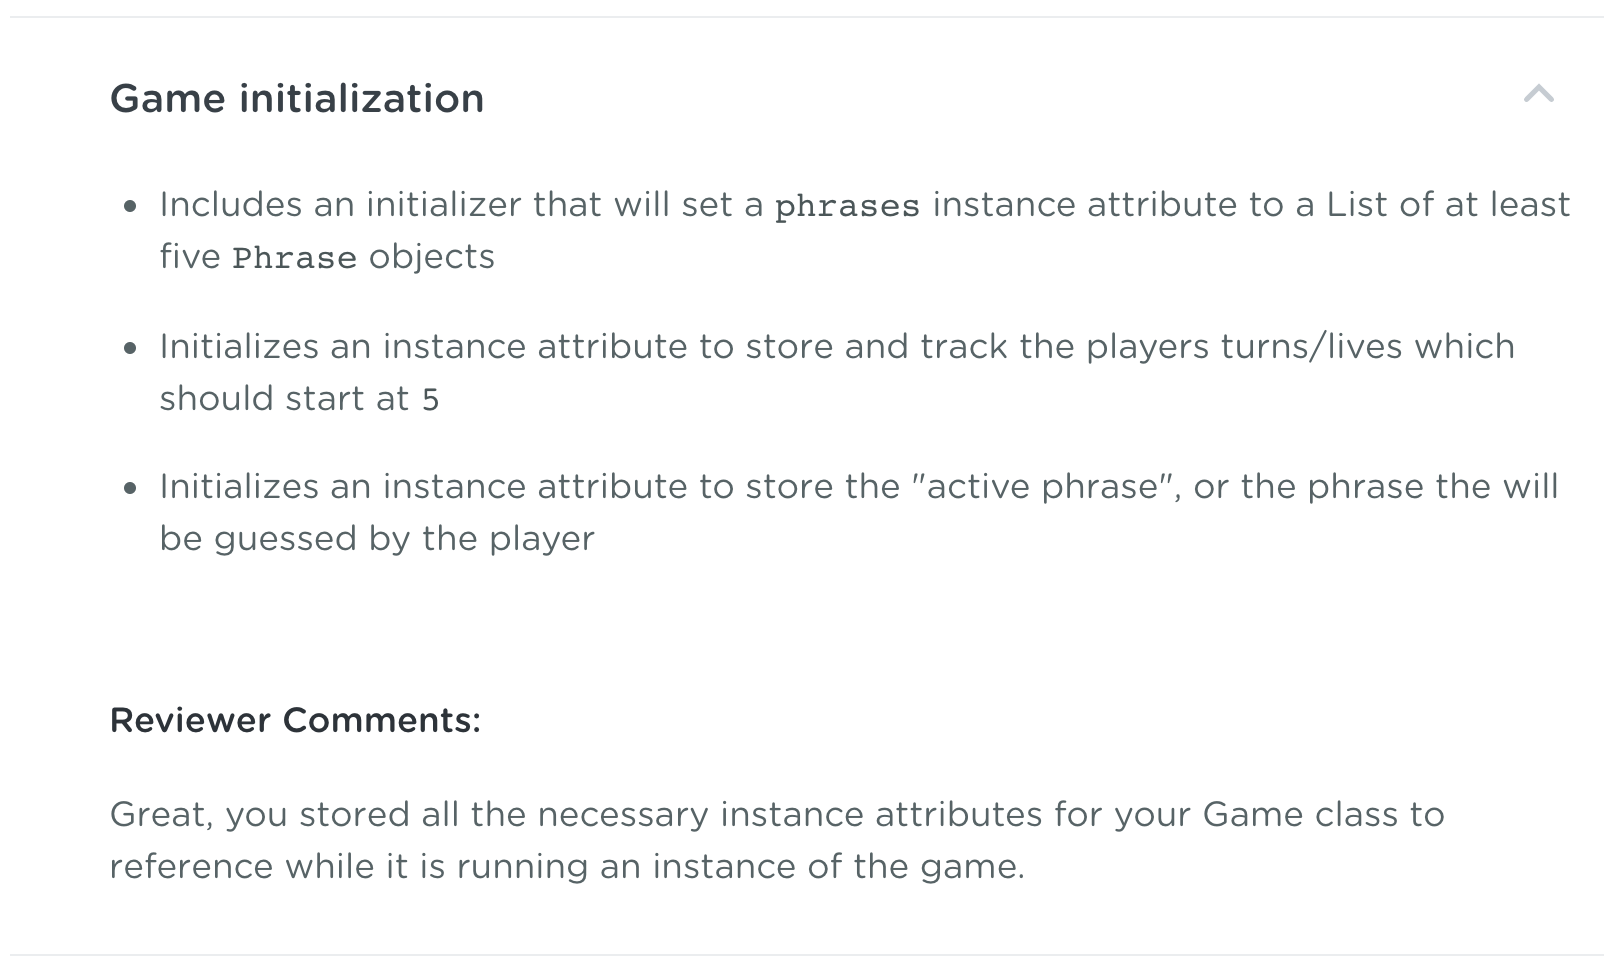 Game initialization
Includes an initializer that will set a phrases instance attribute to a List of at least
five Phrase objects
Initializes an instance attribute to store and track the players turns/lives which
should start at 5
Initializes an instance attribute to store the "active phrase", or the phrase the will
be guessed by the player
Reviewer Comments:
Great, you stored all the necessary instance attributes for your Game class to
reference while it is running an instance of the game.